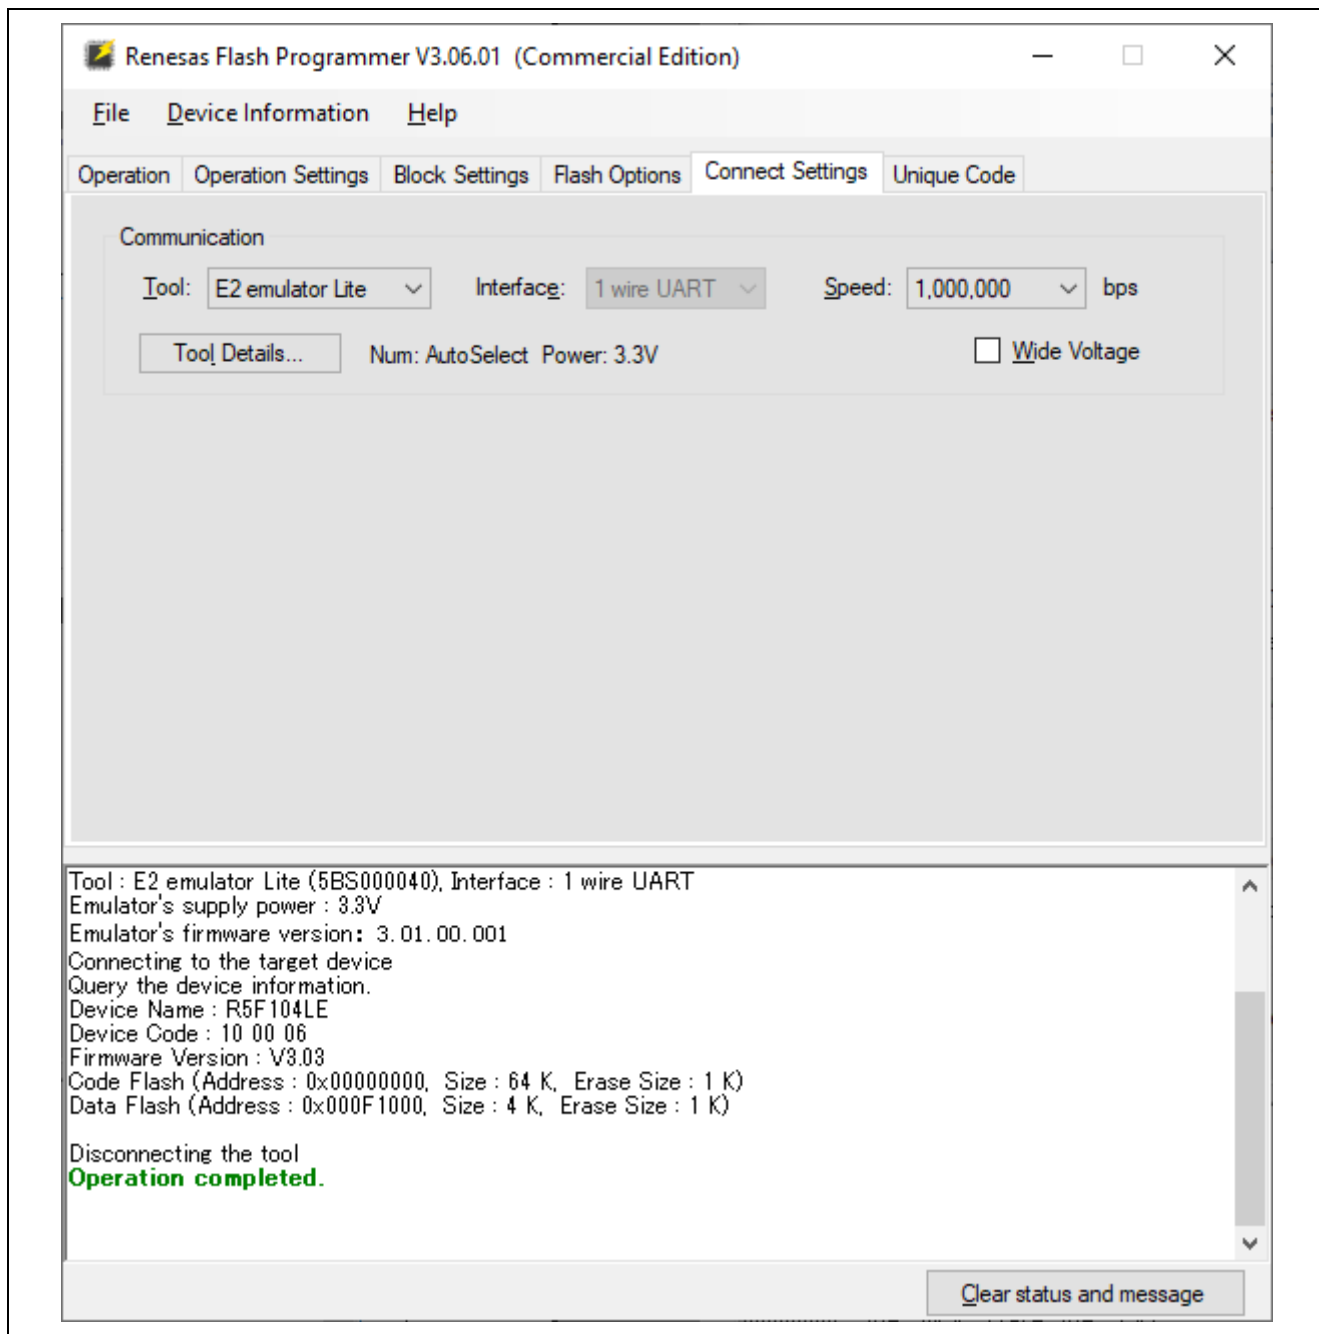 Renesas Flash Programmer V3.06.01 (Commercial Edition)
File Device Information Help
Operation Operation Settings Block Settings Flash Options Connect Settings Unique Code
Communication
Tool: E2 emulator Lite Interface: 1 wire UART Speed: 1,000,000 bps
Tool Details... Num: AutoSelect Power: 3.3V Wide Voltage
Tool : E2 emulator Lite (5BS000040), Interface : 1 wire UART
Emulator's supply power : 3.3V
Emulator's firmware version: 3.01.00.001
Connecting to the target device
Query the device information.
Device Name : R5F104LE
Device Code : 10 00 06
Firmware Version : V3.03
Code Flash (Address : 0x00000000, Size : 64 K, Erase Size : 1 K)
Data Flash (Address : 0x000F1000, Size : 4 K, Erase Size : 1 K)
Disconnecting the tool
Operation completed.
Clear status and message